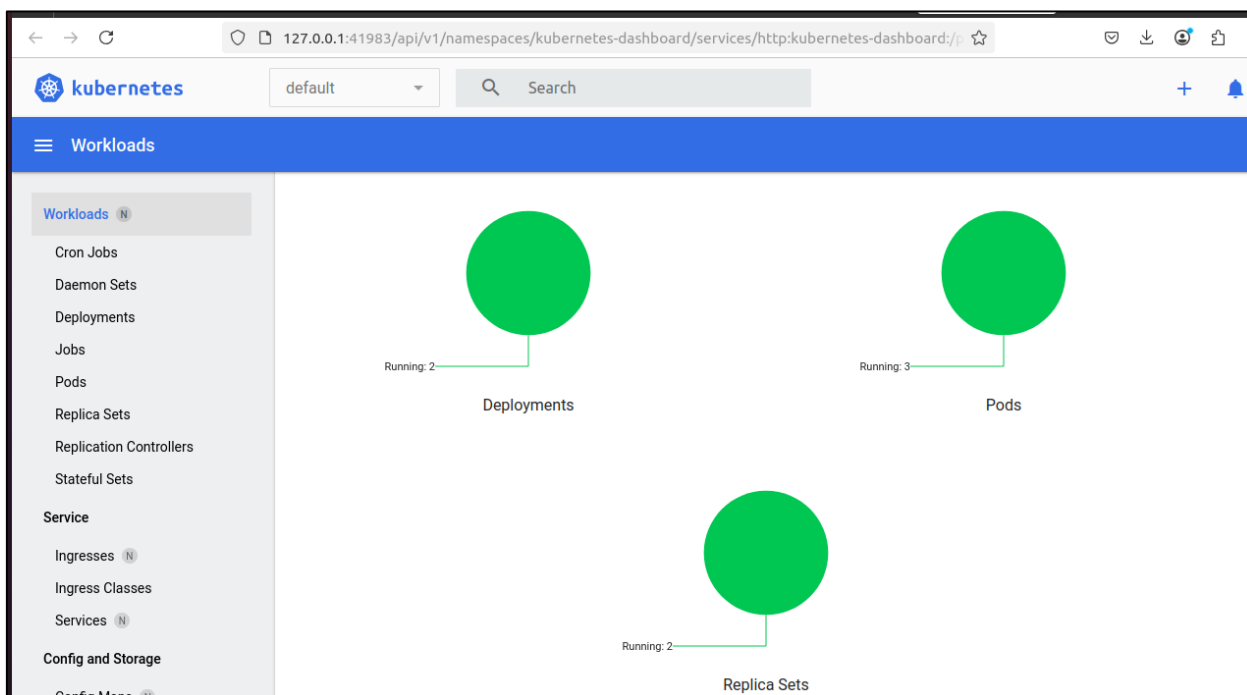 127.0.0.1:41983/api/v1/namespaces/kubernetes-dashboard/services/http:kubernetes-dashboard:/p
kubernetes
default
Search
Workloads
Workloads N
Cron Jobs
Daemon Sets
Deployments
Jobs
Pods
Replica Sets
Replication Controllers
Stateful Sets
Service
Ingresses N
Ingress Classes
Services N
Config and Storage
Config Maps N
Running: 2
Deployments
Running: 3
Pods
Running: 2
Replica Sets